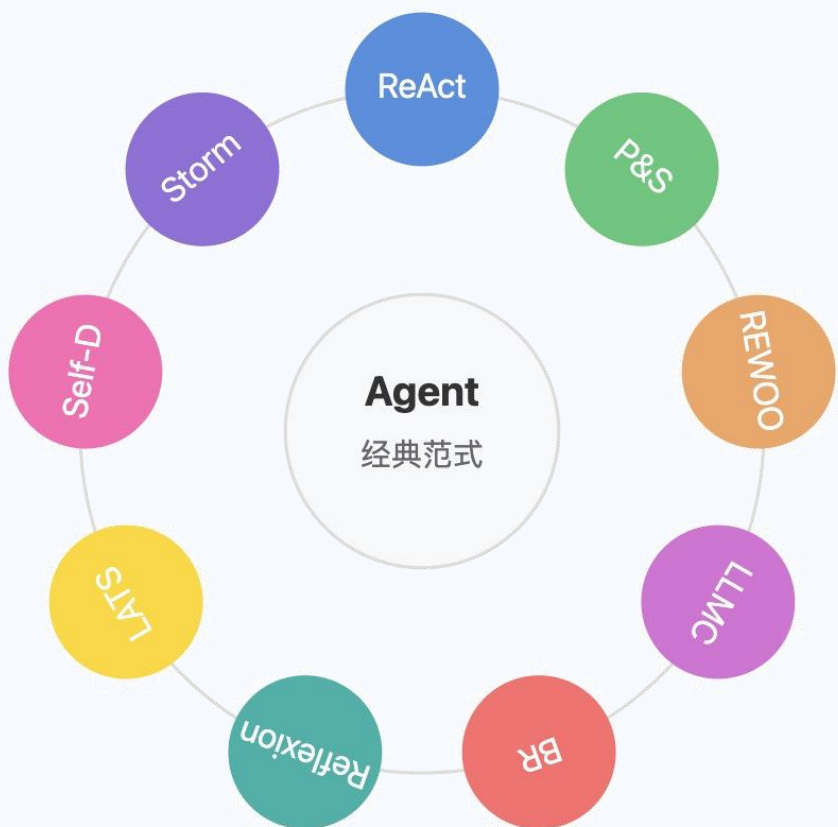 ReAct
P&S
REWOO
LLMC
BR
Reflexion
LATS
Self-D
Storm
Agent
经典范式